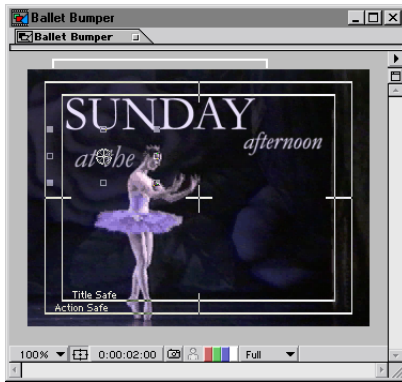 Ballet Bumper
Ballet Bumper
SUNDAY
afternoon
at the
Title Safe
Action Safe
100% 0:00:02:00 Full